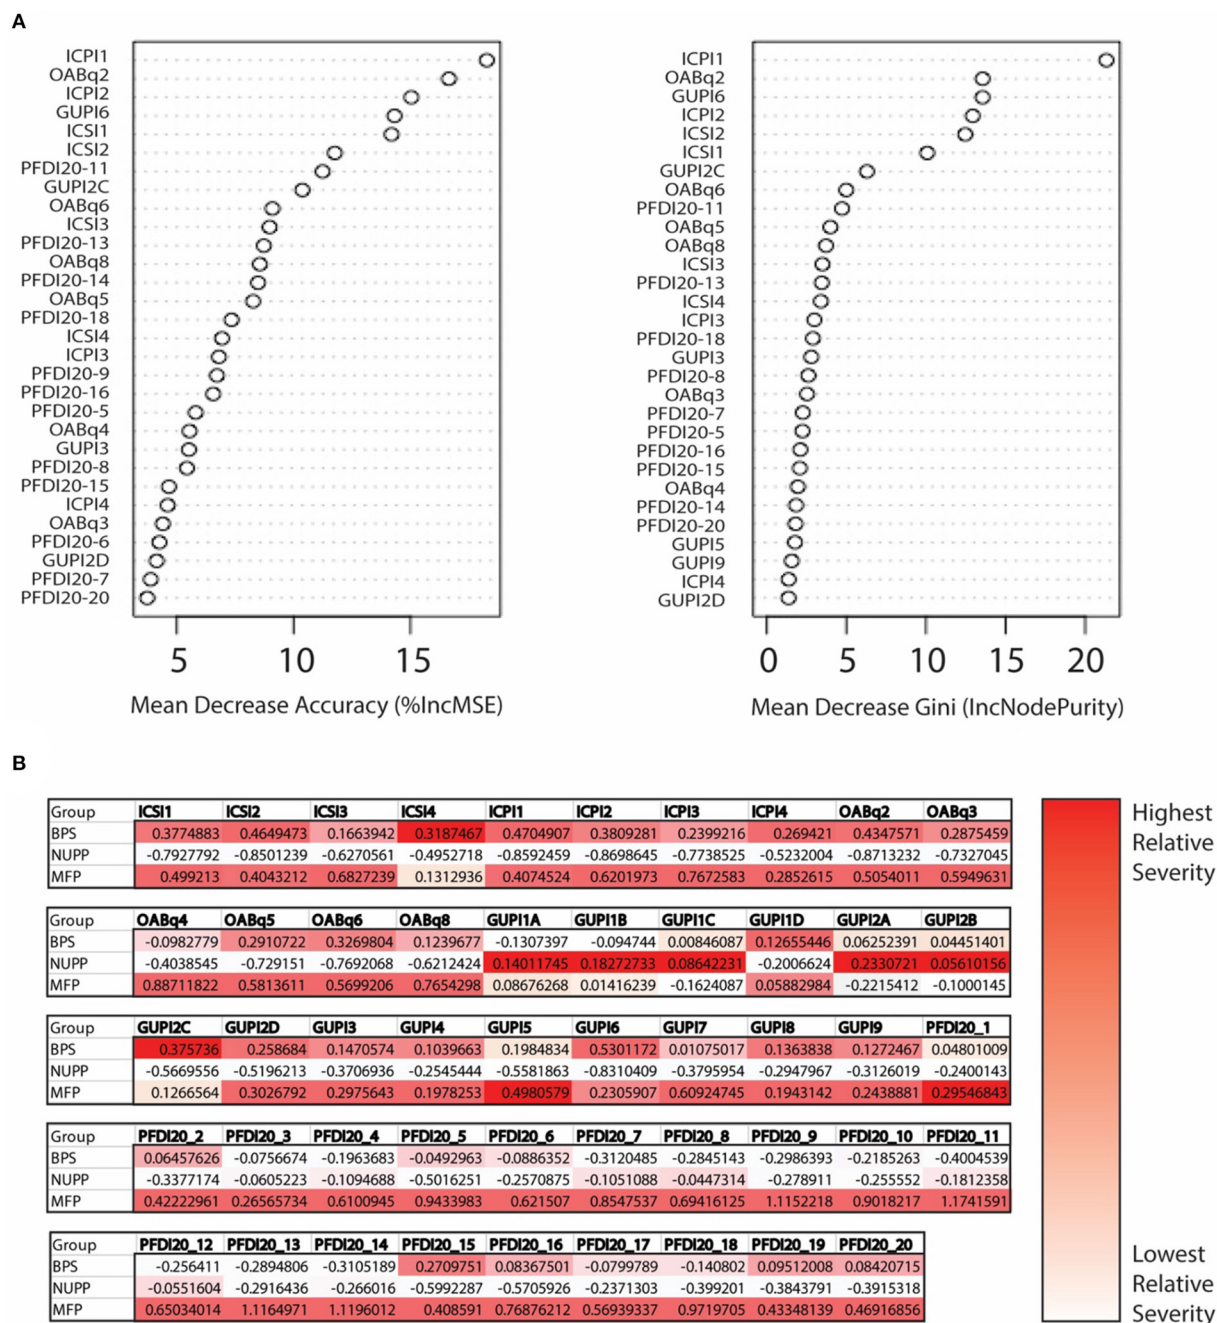 A
ICPI1
OABq2
ICPI2
GUPI6
ICSI1
ICSI2
PFDI20-11
GUPI2C
OABq6
ICSI3
PFDI20-13
OABq8
PFDI20-14
OABq5
PFDI20-18
ICSI4
ICPI3
PFDI20-9
PFDI20-16
PFDI20-5
OABq4
GUPI3
PFDI20-8
PFDI20-15
ICPI4
OABq3
PFDI20-6
GUPI2D
PFDI20-7
PFDI20-20
5 10 15
Mean Decrease Accuracy (%IncMSE)
ICPI1
OABq2
GUPI6
ICPI2
ICSI2
ICSI1
GUPI2C
OABq6
PFDI20-11
OABq5
OABq8
ICSI3
PFDI20-13
ICSI4
ICPI3
PFDI20-18
GUPI3
PFDI20-8
OABq3
PFDI20-7
PFDI20-5
PFDI20-16
PFDI20-15
OABq4
PFDI20-14
PFDI20-20
GUPI5
GUPI9
ICPI4
GUPI2D
0 5 10 15 20
Mean Decrease Gini (IncNodePurity)
B
Group ICSI1 ICSI2 ICSI3 ICSI4 ICPI1 ICPI2 ICPI3 ICPI4 OABq2 OABq3
BPS 0.3774883 0.4649473 0.1663942 0.3187467 0.4704907 0.3809281 0.2399216 0.269421 0.4347571 0.2875459
NUPP -0.7927792 -0.8501239 -0.6270561 -0.4952718 -0.8592459 -0.8698645 -0.7738525 -0.5232004 -0.8713232 -0.7327045
MFP 0.499213 0.4043212 0.6827239 0.1312936 0.4074524 0.6201973 0.7672583 0.2852615 0.5054011 0.5949631
Group OABq4 OABq5 OABq6 OABq8 GUPI1A GUPI1B GUPI1C GUPI1D GUPI2A GUPI2B
BPS -0.0982779 0.2910722 0.3269804 0.1239677 -0.1307397 -0.094744 0.00846087 0.12655446 0.06252391 0.04451401
NUPP -0.4038545 -0.729151 -0.7692068 -0.6212424 0.14011745 0.18272733 0.08642231 -0.2006624 0.2330721 0.05610156
MFP 0.88711822 0.5813611 0.5699206 0.7654298 0.08676268 0.01416239 -0.1624087 0.05882984 -0.2215412 -0.1000145
Group GUPI2C GUPI2D GUPI3 GUPI4 GUPI5 GUPI6 GUPI7 GUPI8 GUPI9 PFDI20_1
BPS 0.375736 0.258684 0.1470574 0.1039663 0.1984834 0.5301172 0.01075017 0.1363838 0.1272467 0.04801009
NUPP -0.5669556 -0.5196213 -0.3706936 -0.2545444 -0.5581863 -0.8310409 -0.3795954 -0.2947967 -0.3126019 -0.2400143
MFP 0.1266564 0.3026792 0.2975643 0.1978253 0.4980579 0.2305907 0.60924745 0.1943142 0.2438881 0.29546843
Group PFDI20_2 PFDI20_3 PFDI20_4 PFDI20_5 PFDI20_6 PFDI20_7 PFDI20_8 PFDI20_9 PFDI20_10 PFDI20_11
BPS 0.06457626 -0.0756674 -0.1963683 -0.0492963 -0.0886352 -0.3120485 -0.2845143 -0.2986393 -0.2185263 -0.4004539
NUPP -0.3377174 -0.0605223 -0.1094688 -0.5016251 -0.2570875 -0.1051088 -0.0447314 -0.278911 -0.255552 -0.1812358
MFP 0.42222961 0.26565734 0.6100945 0.9433983 0.621507 0.8547537 0.69416125 1.1152218 0.9018217 1.1741591
Group PFDI20_12 PFDI20_13 PFDI20_14 PFDI20_15 PFDI20_16 PFDI20_17 PFDI20_18 PFDI20_19 PFDI20_20
BPS -0.256411 -0.2894806 -0.3105189 0.2709751 0.08367501 -0.0799789 -0.140802 0.09512008 0.08420715
NUPP -0.0551604 -0.2916436 -0.266016 -0.5992287 -0.5705926 -0.2371303 -0.399201 -0.3843791 -0.3915318
MFP 0.65034014 1.1164971 1.1196016 0.408591 0.76876212 0.56939337 0.9719705 0.43348139 0.46916856
Highest
Relative
Severity
Lowest
Relative
Severity